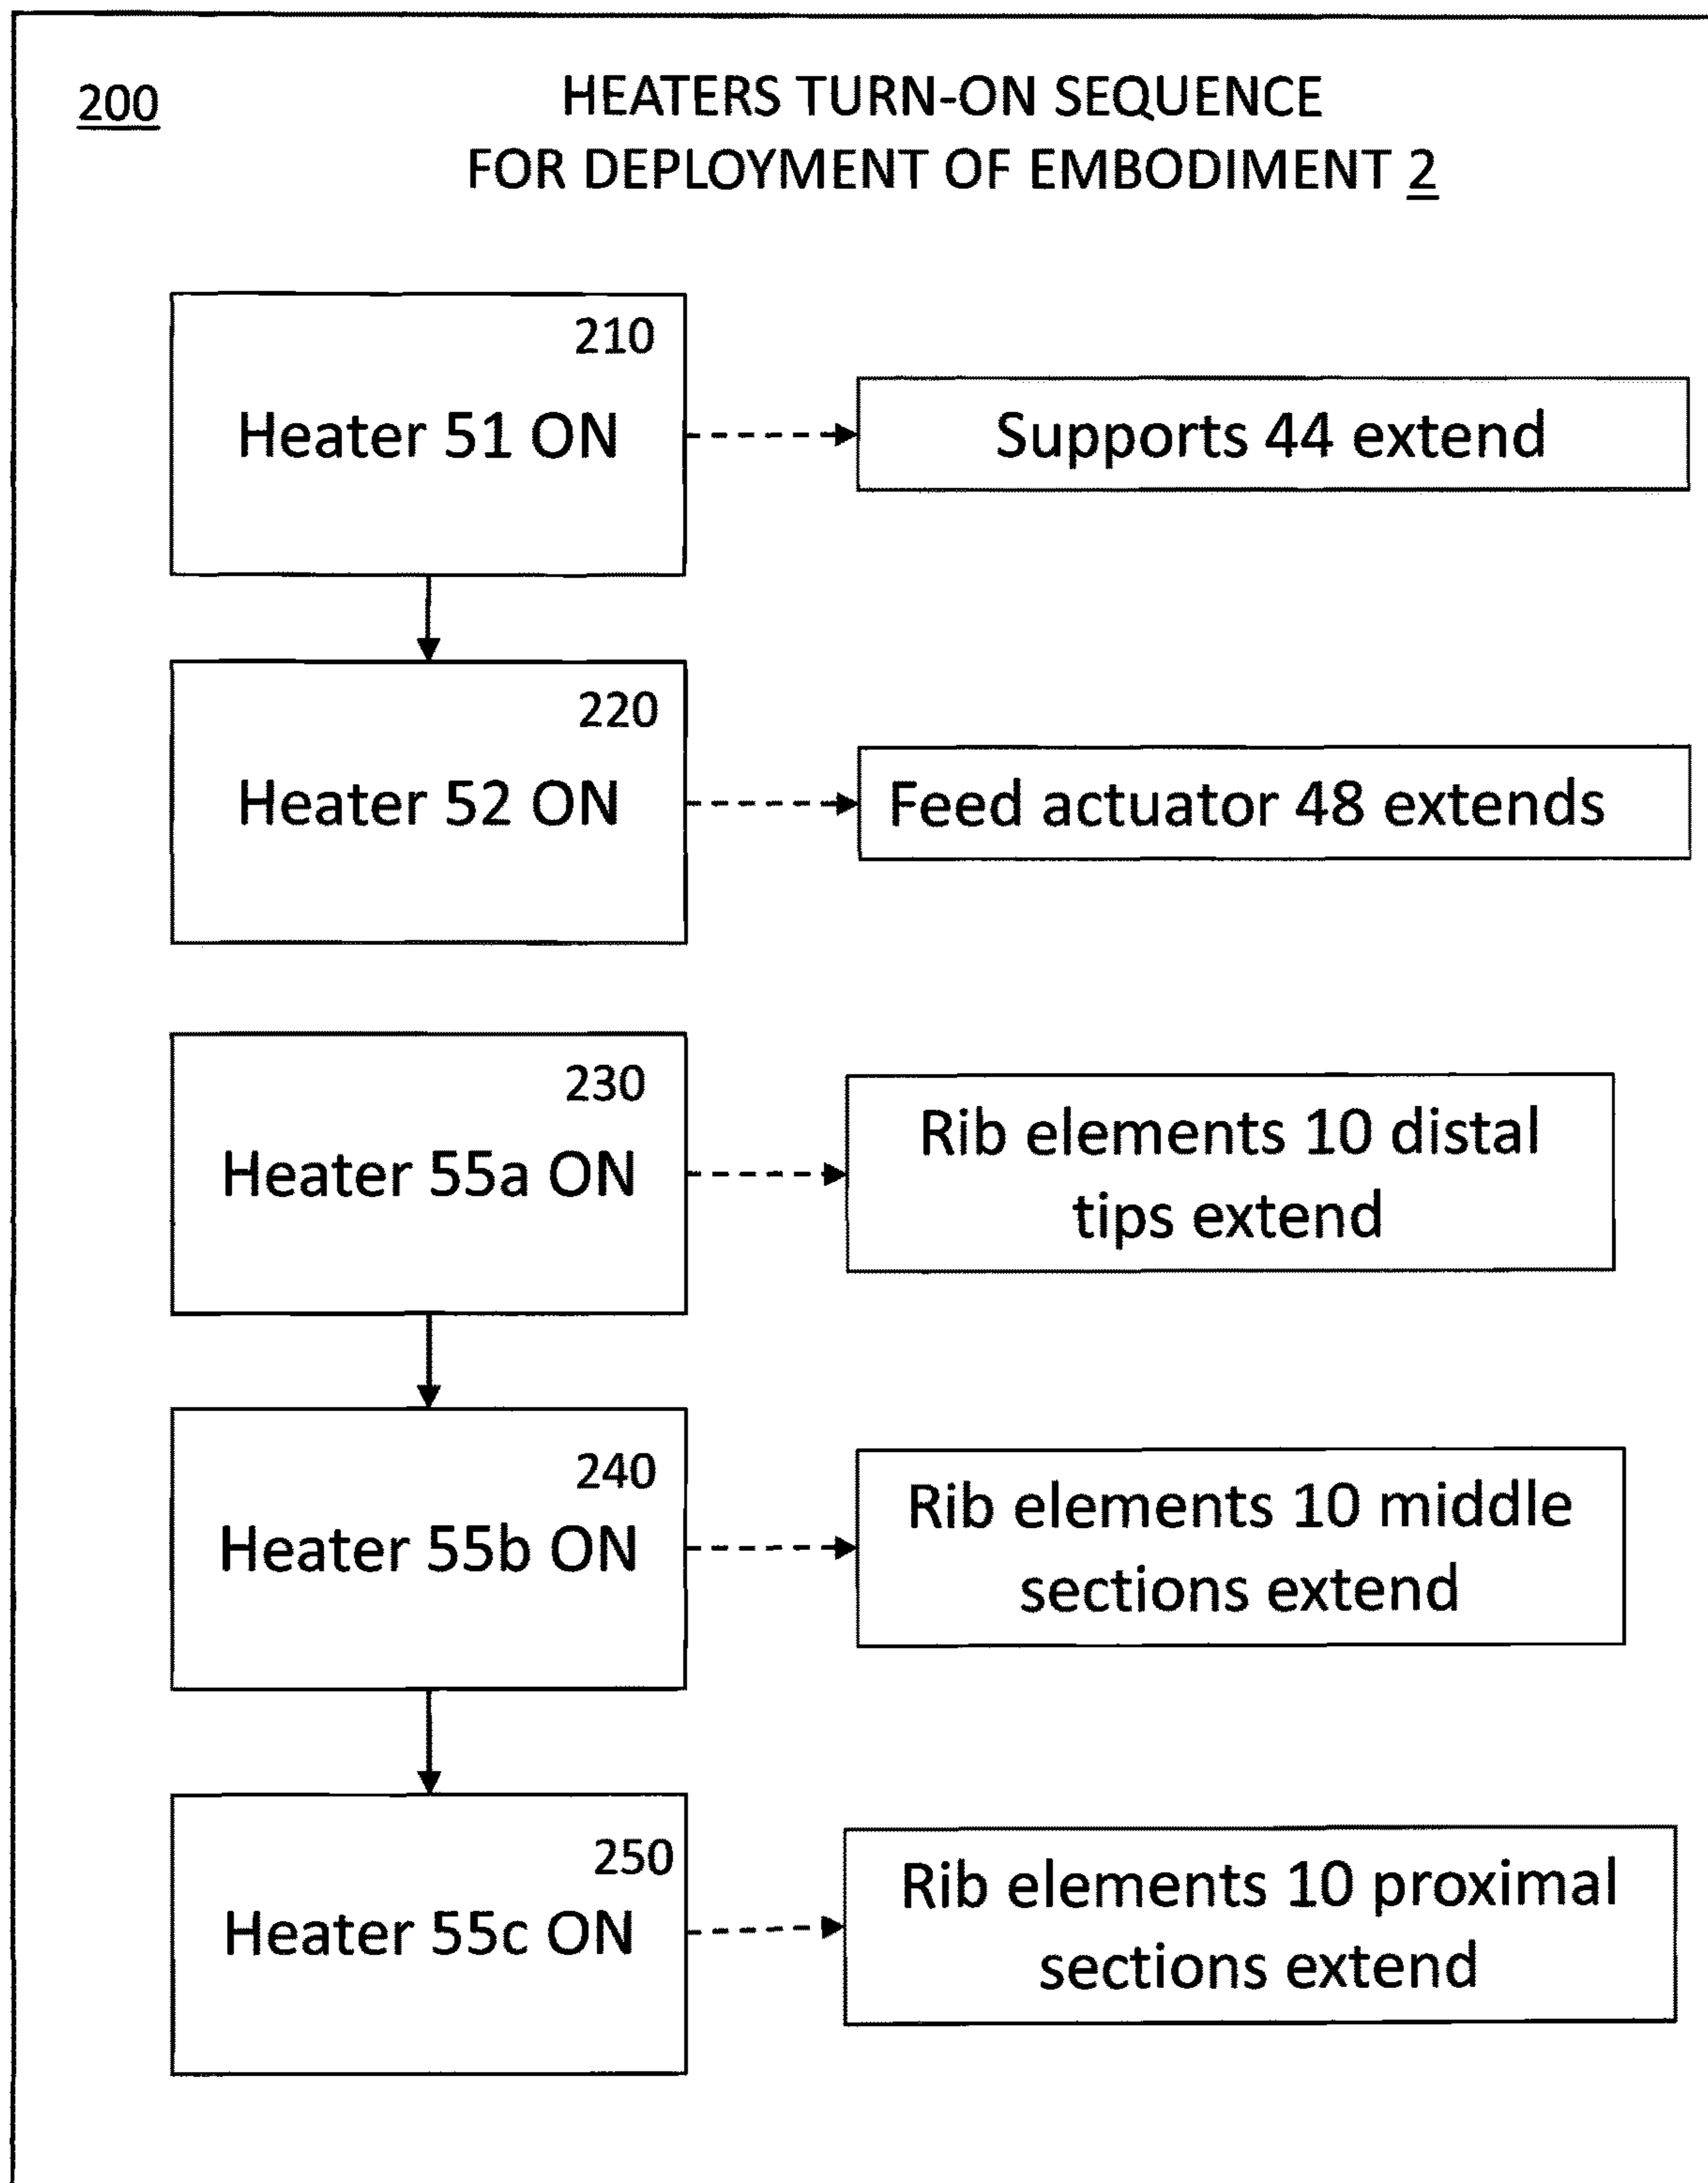 200
HEATERS TURN-ON SEQUENCE
FOR DEPLOYMENT OF EMBODIMENT 2
210
Heater 51 ON
Supports 44 extend
220
Heater 52 ON
Feed actuator 48 extends
230
Heater 55a ON
Rib elements 10 distal
tips extend
240
Heater 55b ON
Rib elements 10 middle
sections extend
250
Heater 55c ON
Rib elements 10 proximal
sections extend